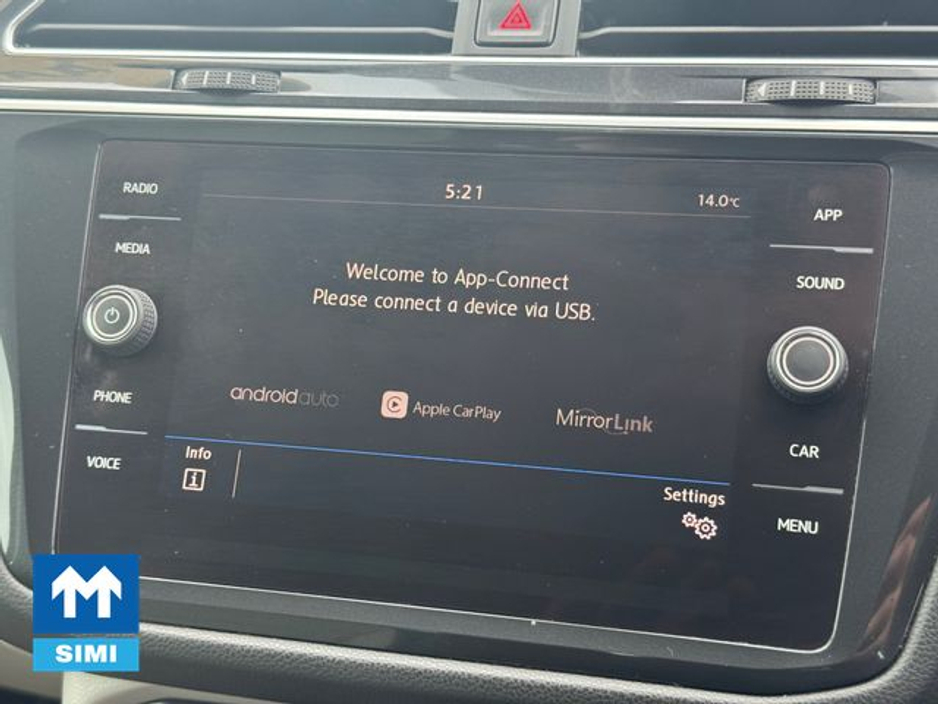 RADIO
MEDIA
PHONE
VOICE
5:21
14.0°C
Welcome to App-Connect
Please connect a device via USB.
androidauto
Apple CarPlay
MirrorLink
Info
i
Settings
APP
SOUND
CAR
MENU
SIMI